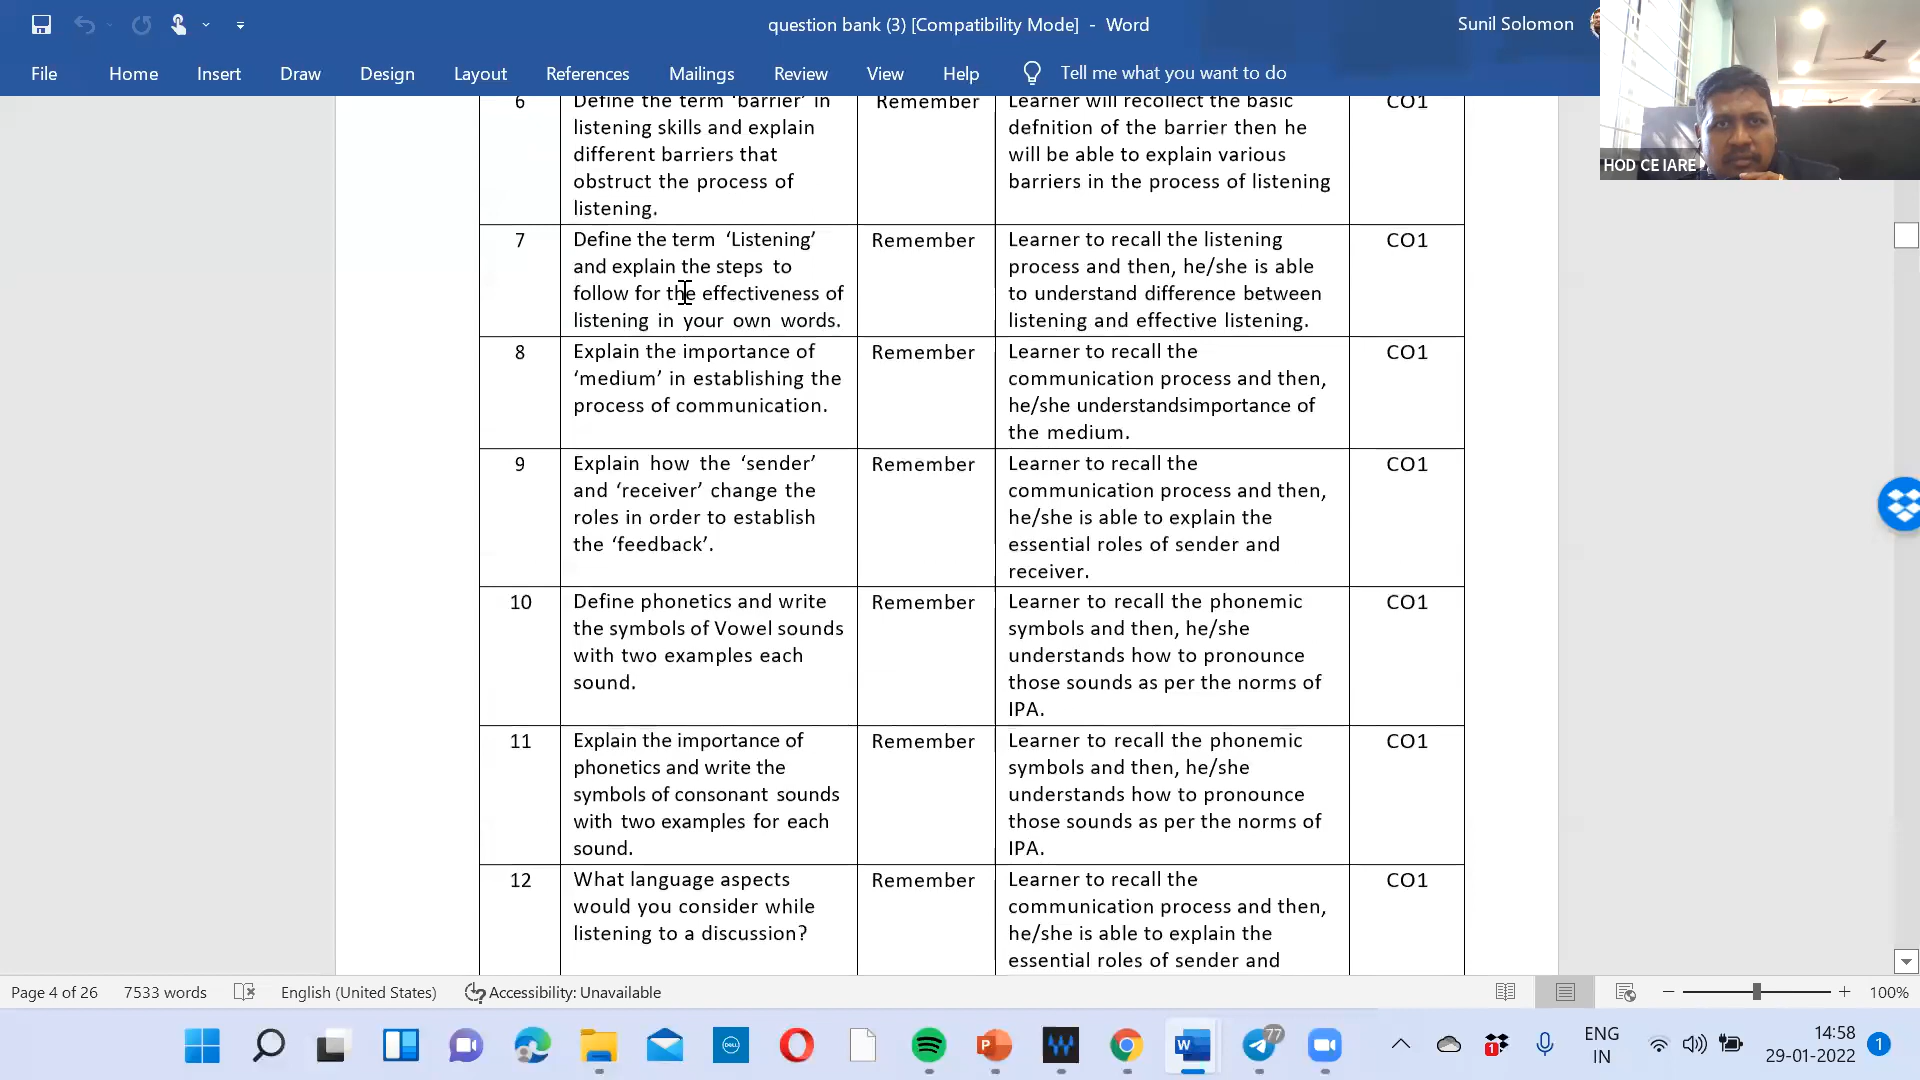 question bank (3) [Compatibility Mode] - Word
Sunil Solomon
File Home Insert Draw Design Layout References Mailings Review View Help Tell me what you want to do
HOD CE IARE
6 Define the term ‘barrier’ in Remember Learner will recollect the basic CO1
listening skills and explain defnition of the barrier then he
different barriers that will be able to explain various
obstruct the process of barriers in the process of listening
listening.
7 Define the term ‘Listening’ Remember Learner to recall the listening CO1
and explain the steps to process and then, he/she is able
follow for the effectiveness of to understand difference between
listening in your own words. listening and effective listening.
8 Explain the importance of Remember Learner to recall the CO1
‘medium’ in establishing the communication process and then,
process of communication. he/she understandsimportance of
the medium.
9 Explain how the ‘sender’ Remember Learner to recall the CO1
and ‘receiver’ change the communication process and then,
roles in order to establish he/she is able to explain the
the ‘feedback’. essential roles of sender and
receiver.
10 Define phonetics and write Remember Learner to recall the phonemic CO1
the symbols of Vowel sounds symbols and then, he/she
with two examples each understands how to pronounce
sound. those sounds as per the norms of
IPA.
11 Explain the importance of Remember Learner to recall the phonemic CO1
phonetics and write the symbols and then, he/she
symbols of consonant sounds understands how to pronounce
with two examples for each those sounds as per the norms of
sound. IPA.
12 What language aspects Remember Learner to recall the CO1
would you consider while communication process and then,
listening to a discussion? he/she is able to explain the
essential roles of sender and
Page 4 of 26 7533 words English (United States) Accessibility: Unavailable 100%
DELL 77 1 ENG 14:58 1
IN 29-01-2022